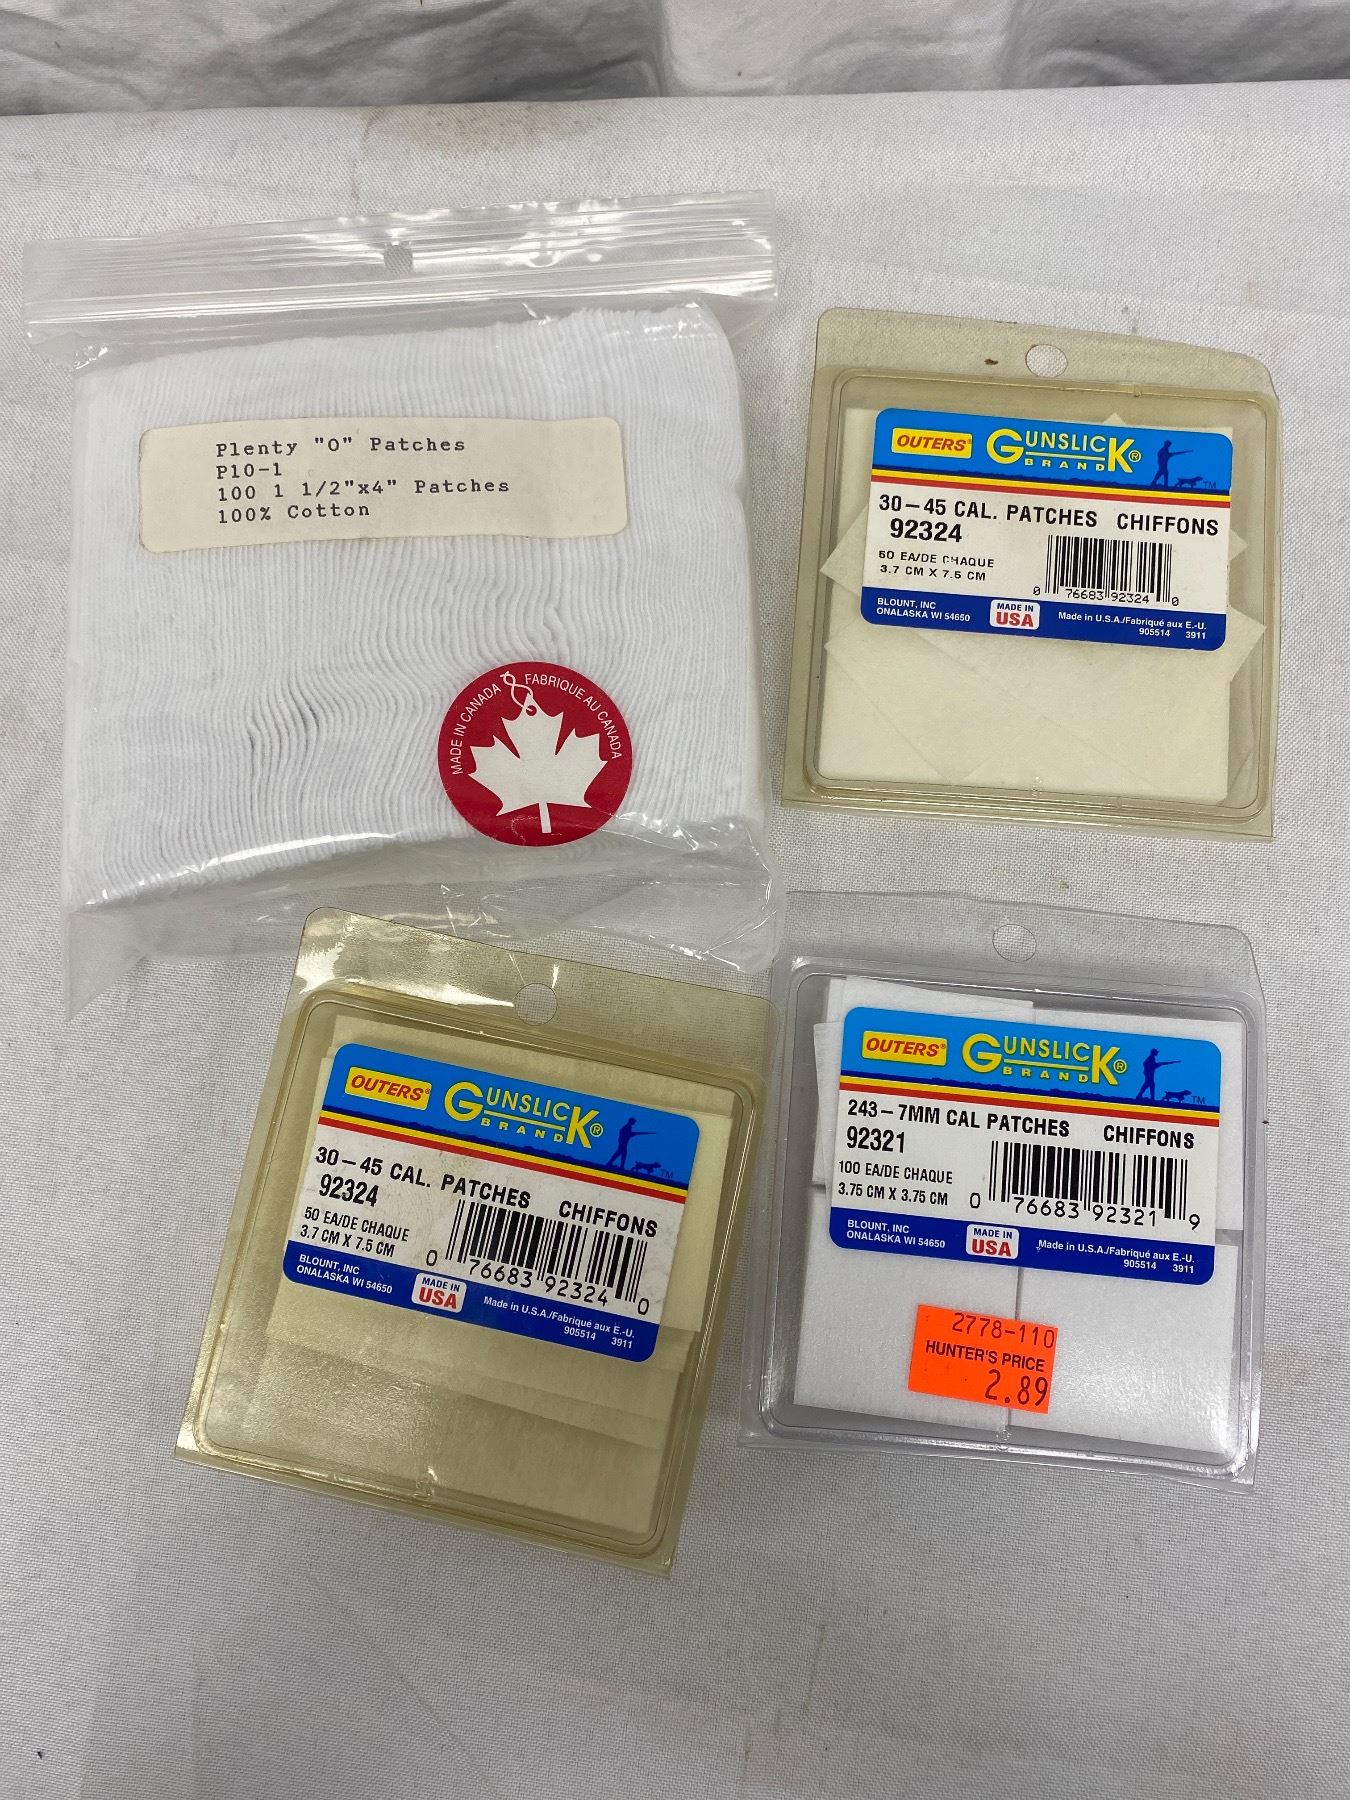 Plenty "O" Patches
P10-1
100 1 1/2"x4" Patches
100% Cotton
MADE IN CANADA FABRIQUE AU CANADA
OUTERS® GUNSLICK®
BRAND
TM
30-45 CAL. PATCHES CHIFFONS
92324
50 EA/DE CHAQUE
3.7 CM X 7.5 CM
0 76683 92324 0
BLOUNT, INC
ONALASKA WI 54650
MADE IN
USA
Made in U.S.A./Fabriqué aux E.-U.
905514 3911
OUTERS® GUNSLICK®
BRAND
TM
30-45 CAL. PATCHES CHIFFONS
92324
50 EA/DE CHAQUE
3.7 CM X 7.5 CM
0 76683 92324 0
BLOUNT, INC
ONALASKA WI 54650
MADE IN
USA
Made in U.S.A./Fabriqué aux E.-U.
905514 3911
OUTERS® GUNSLICK®
BRAND
TM
243-7MM CAL PATCHES CHIFFONS
92321
100 EA/DE CHAQUE
3.75 CM X 3.75 CM
0 76683 92321 9
BLOUNT, INC
ONALASKA WI 54650
MADE IN
USA
Made in U.S.A./Fabriqué aux E.-U.
905514 3911
2778-110
HUNTER'S PRICE
2.89